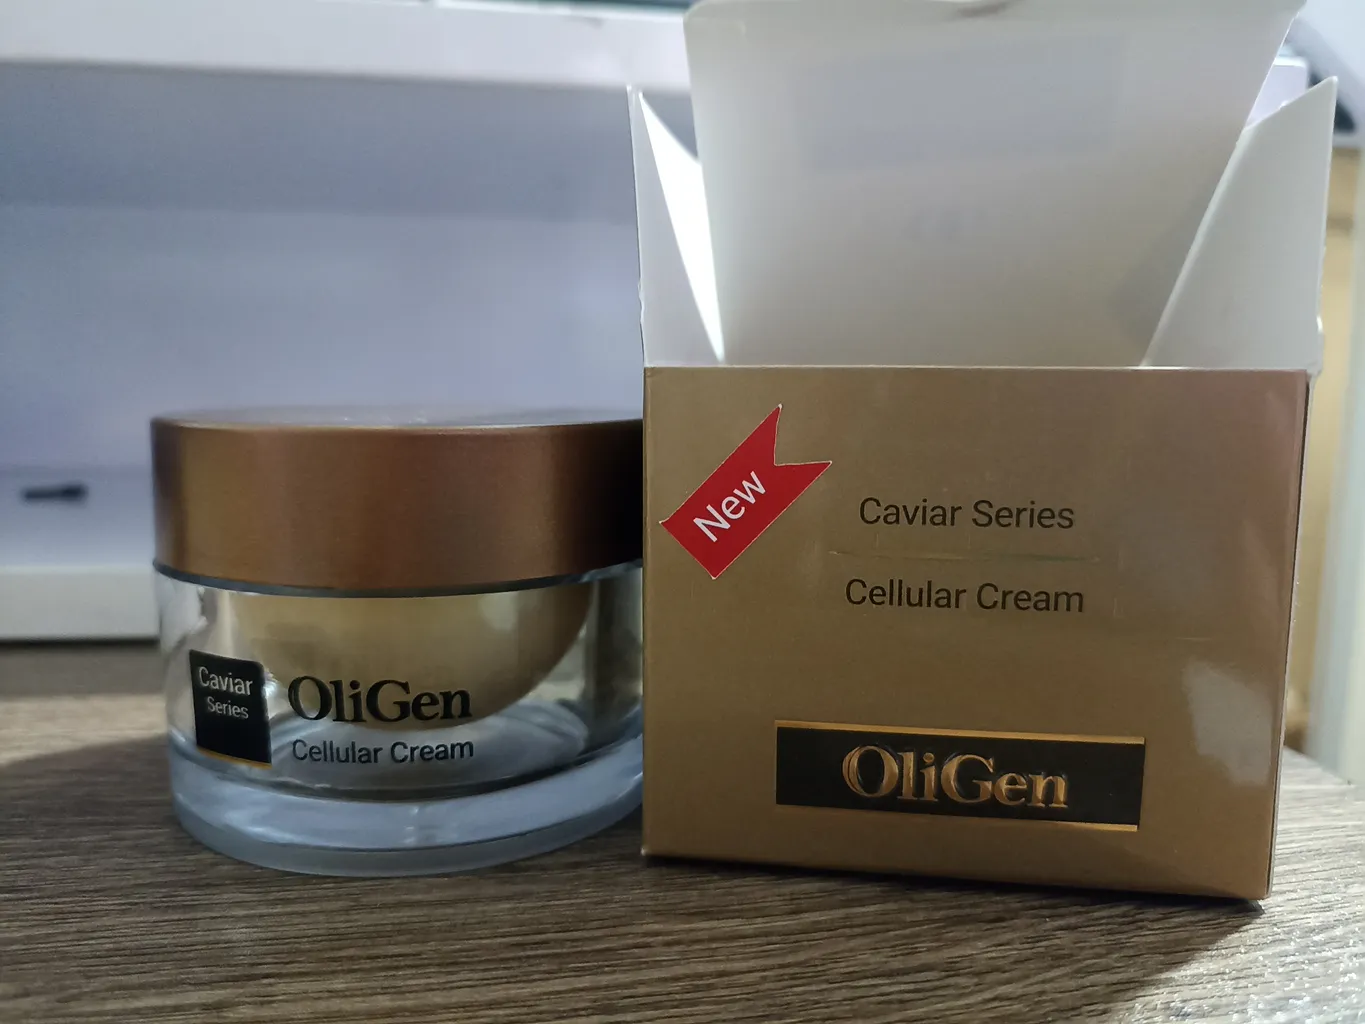 Caviar
Series
OliGen
Cellular Cream
New
Caviar Series
Cellular Cream
OliGen